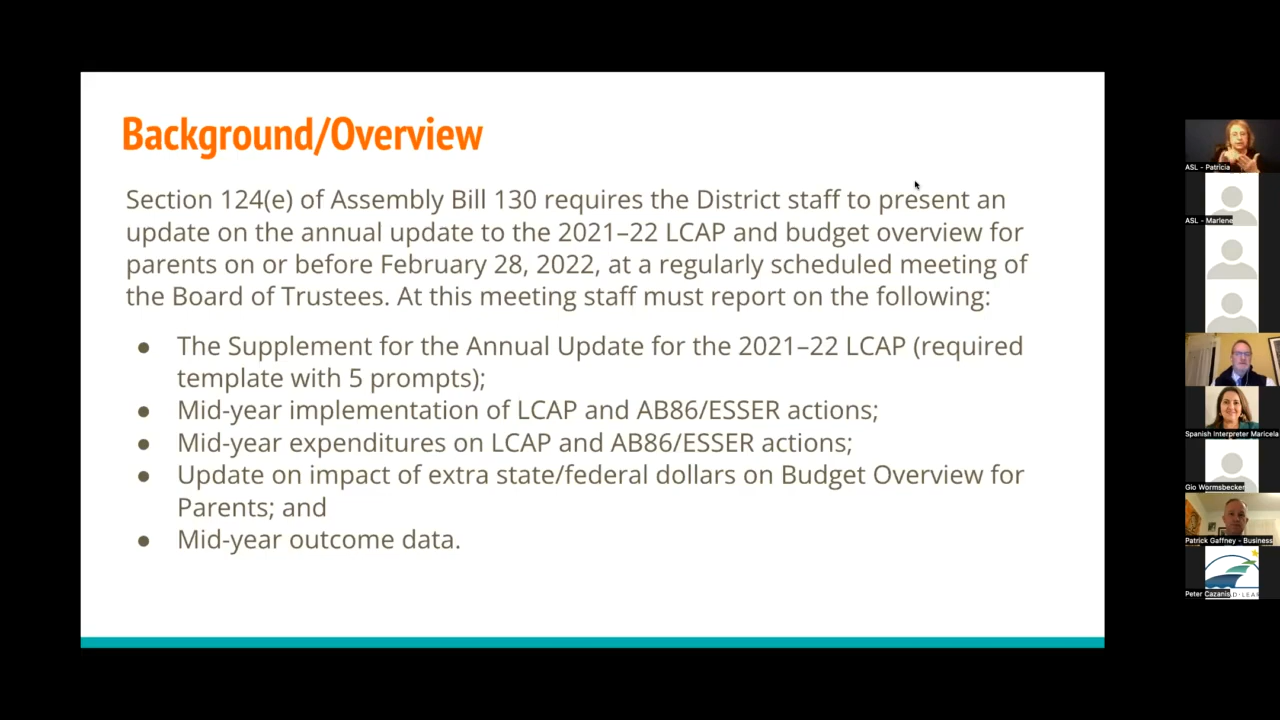 Background/Overview
Section 124(e) of Assembly Bill 130 requires the District staff to present an
update on the annual update to the 2021–22 LCAP and budget overview for
parents on or before February 28, 2022, at a regularly scheduled meeting of
the Board of Trustees. At this meeting staff must report on the following:
● The Supplement for the Annual Update for the 2021–22 LCAP (required
template with 5 prompts);
● Mid-year implementation of LCAP and AB86/ESSER actions;
● Mid-year expenditures on LCAP and AB86/ESSER actions;
● Update on impact of extra state/federal dollars on Budget Overview for
Parents; and
● Mid-year outcome data.
ASL - Patricia
ASL - Marlene
Spanish Interpreter Maricela
Gio Wormsbecker
Patrick Gaffney - Business
Peter Cazanis